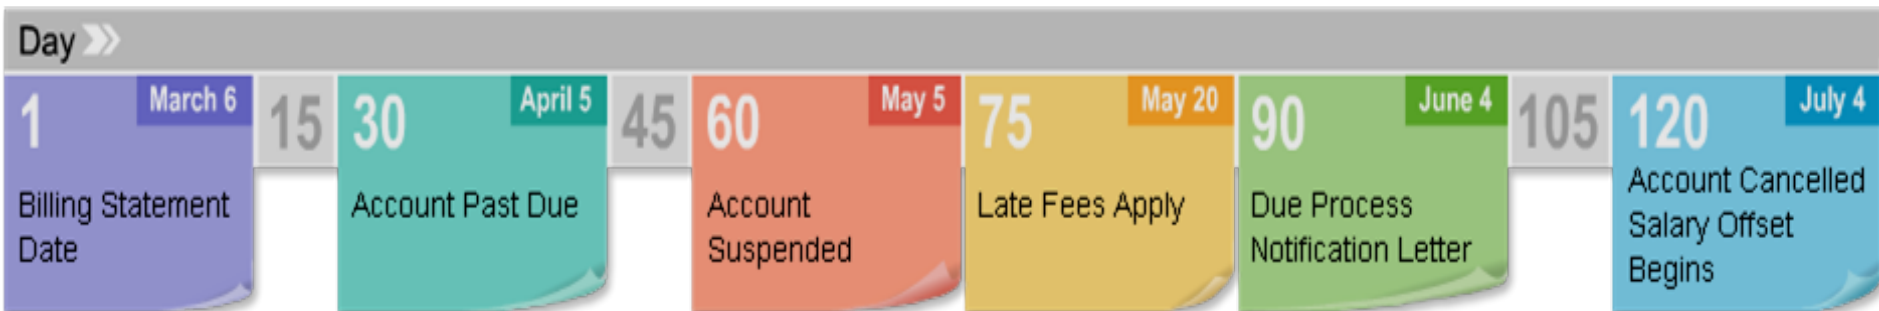 Day
1
March 6
Billing Statement
Date
15
30
April 5
Account Past Due
45
60
May 5
Account
Suspended
75
May 20
Late Fees Apply
90
June 4
Due Process
Notification Letter
105
120
July 4
Account Cancelled
Salary Offset
Begins